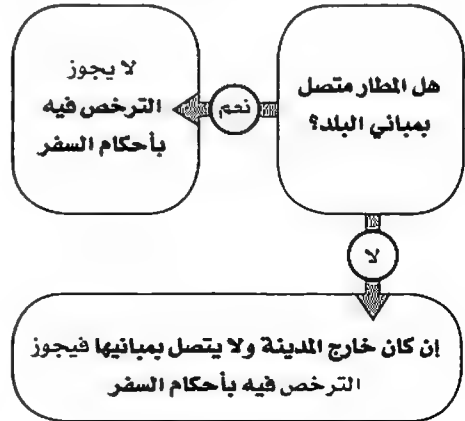 هل المطار متصل
بمباني البلد؟
نعم
لا يجوز
الترخص فيه
بأحكام السفر
لا
إن كان خارج المدينة ولا يتصل بمبانيها فيجوز
الترخص فيه بأحكام السفر